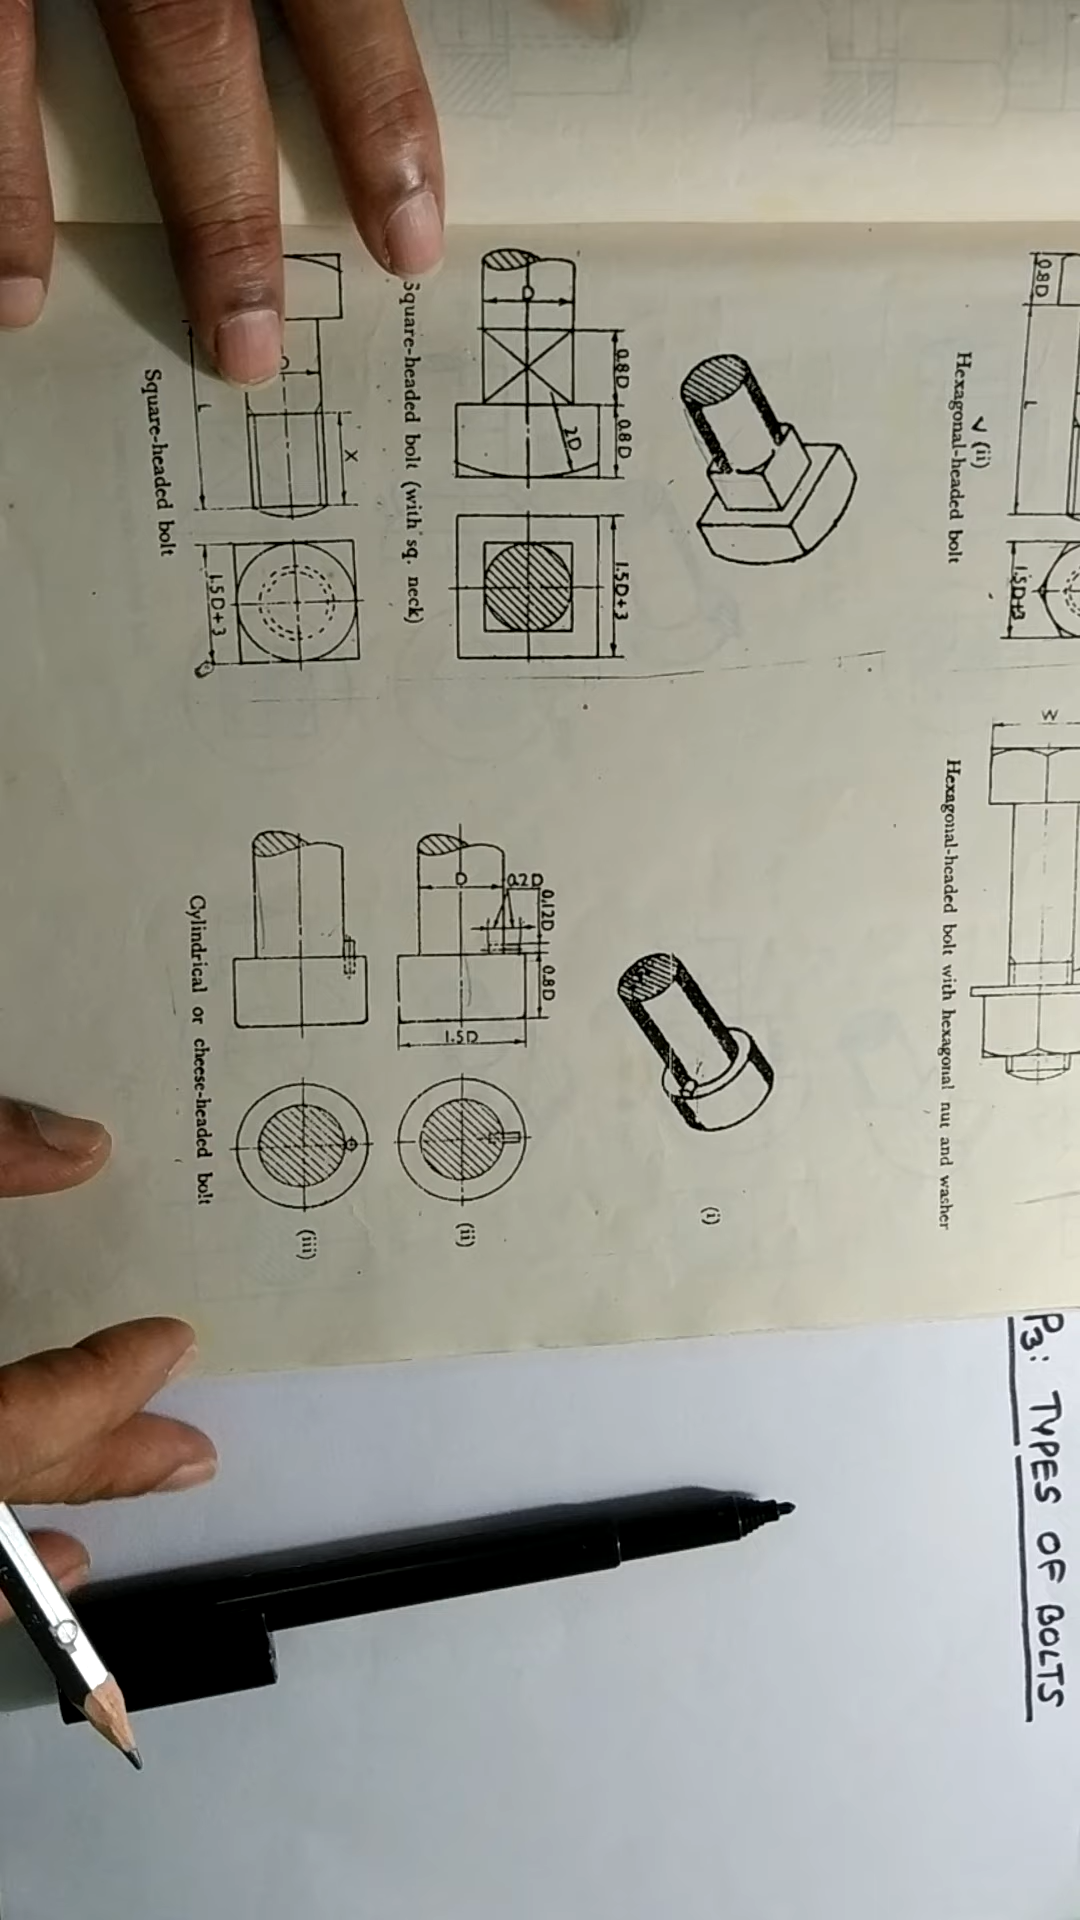 P3: TYPES OF BOLTS
0.8D
L
1.5D+3
✓ (ii)
Hexagonal-headed bolt
W
Hexagonal-headed bolt with hexagonal nut and washer
(i)
D
0.8D
0.8D
2D
1.5D+3
Square-headed bolt (with sq. neck)
D
0.2D
0.12D
0.8D
1.5D
(ii)
X
L
1.5D+3
Square-headed bolt
(iii)
Cylindrical or cheese-headed bolt